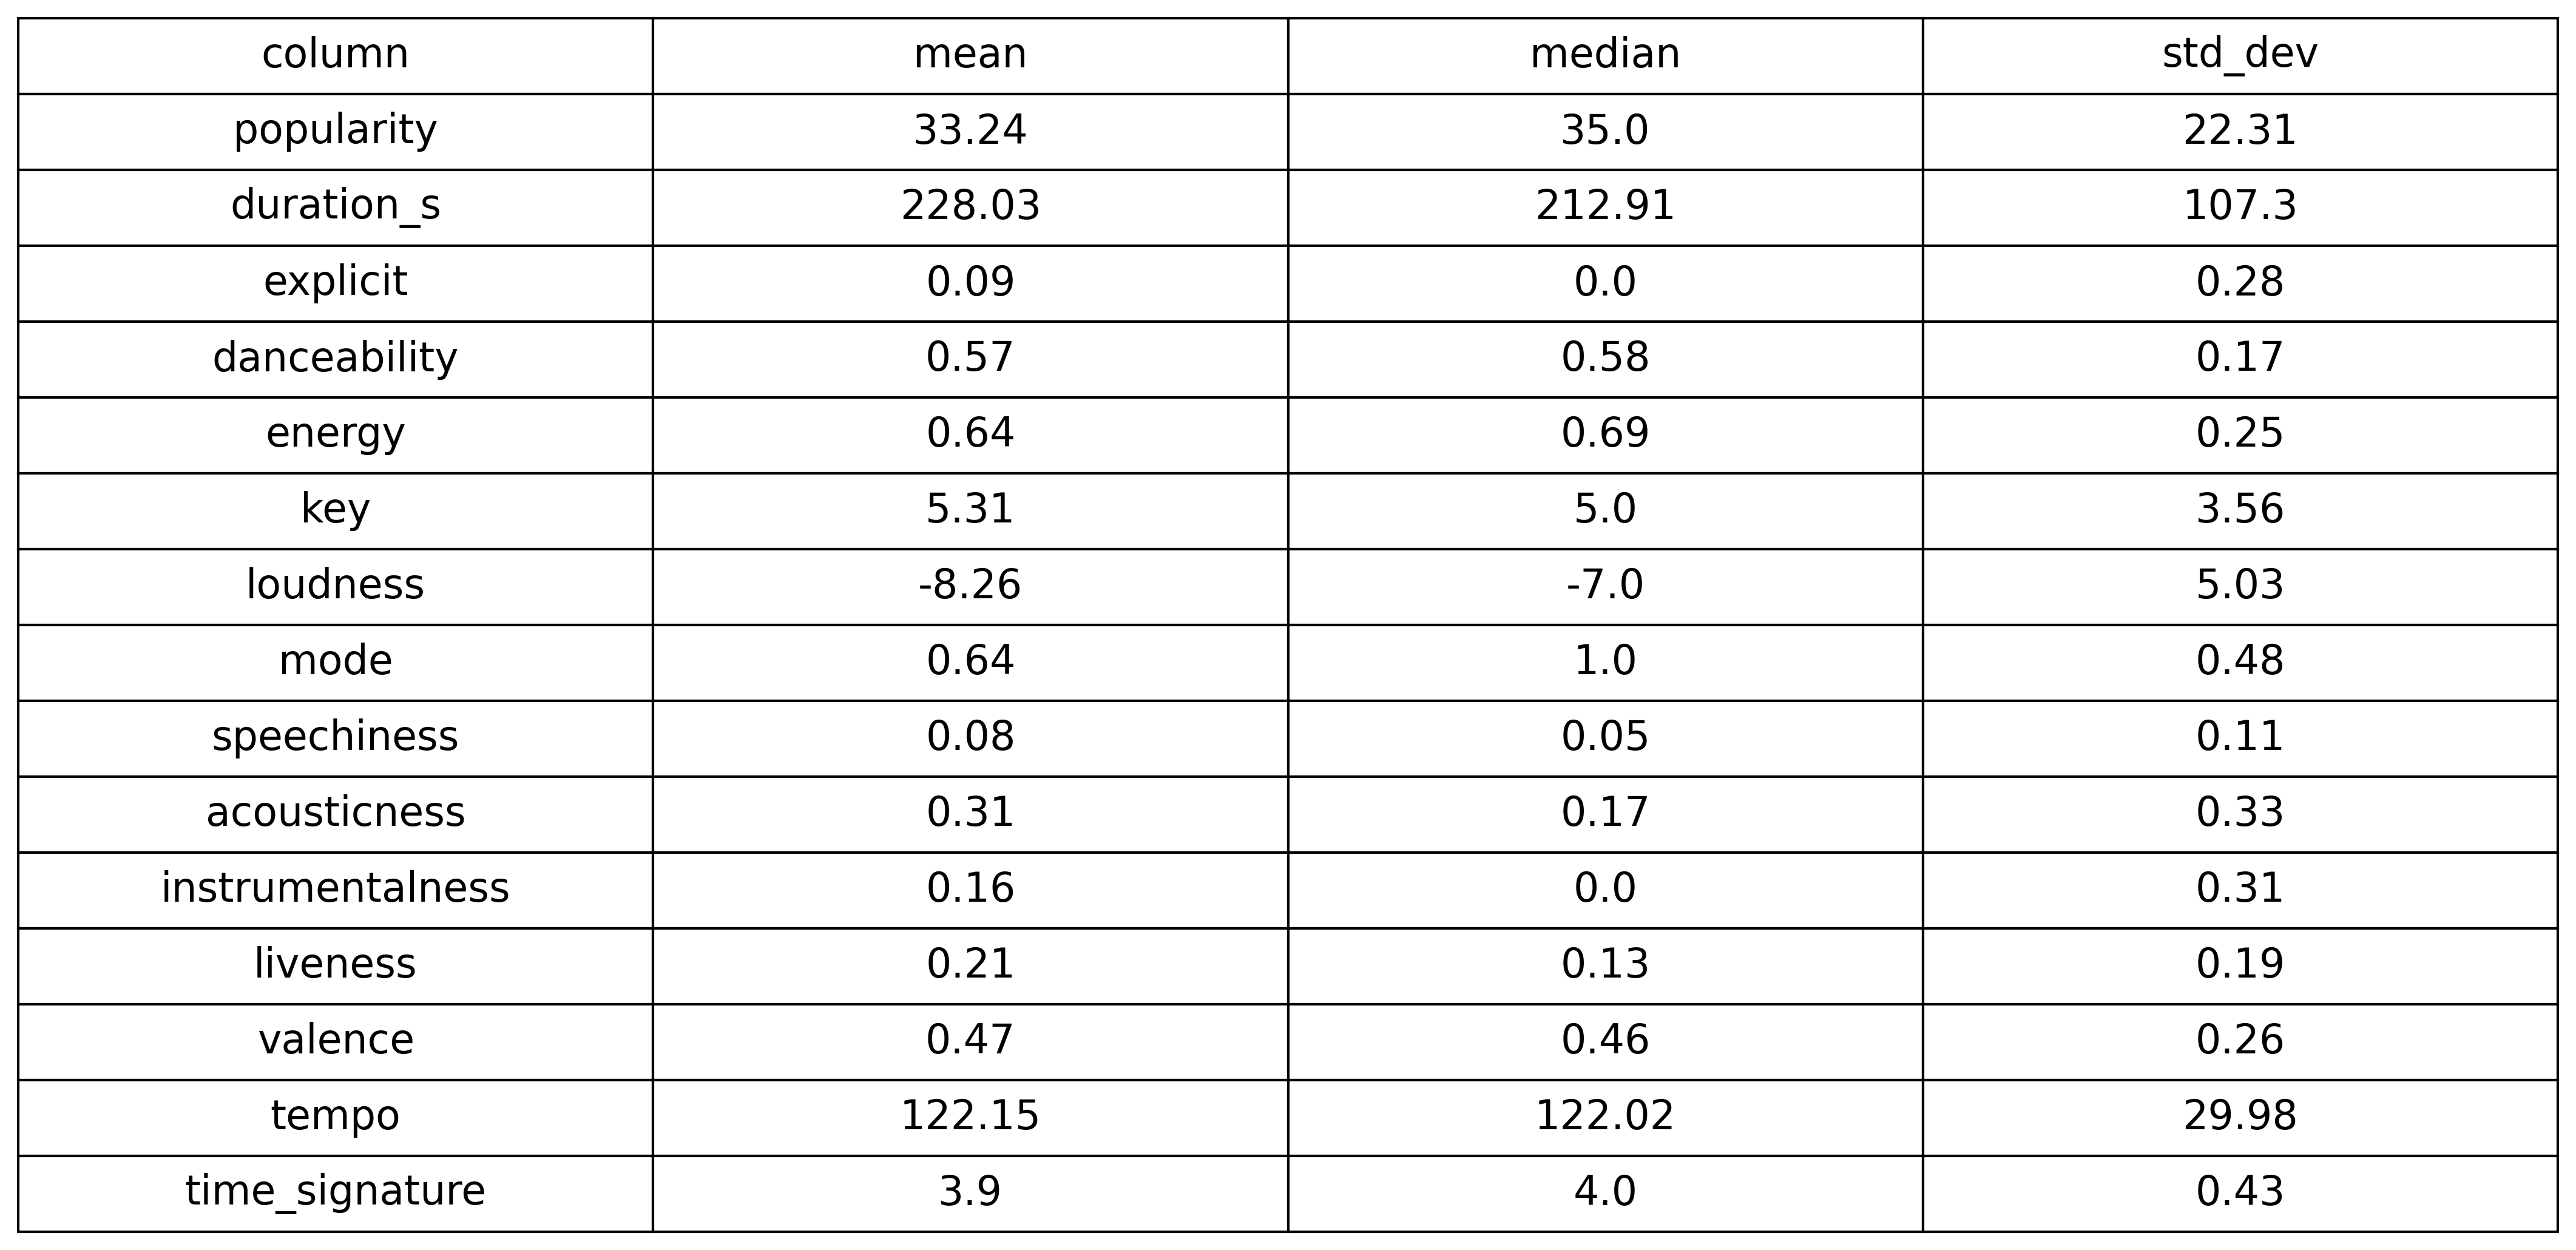 column mean median std_dev
popularity 33.24 35.0 22.31
duration_s 228.03 212.91 107.3
explicit 0.09 0.0 0.28
danceability 0.57 0.58 0.17
energy 0.64 0.69 0.25
key 5.31 5.0 3.56
loudness -8.26 -7.0 5.03
mode 0.64 1.0 0.48
speechiness 0.08 0.05 0.11
acousticness 0.31 0.17 0.33
instrumentalness 0.16 0.0 0.31
liveness 0.21 0.13 0.19
valence 0.47 0.46 0.26
tempo 122.15 122.02 29.98
time_signature 3.9 4.0 0.43